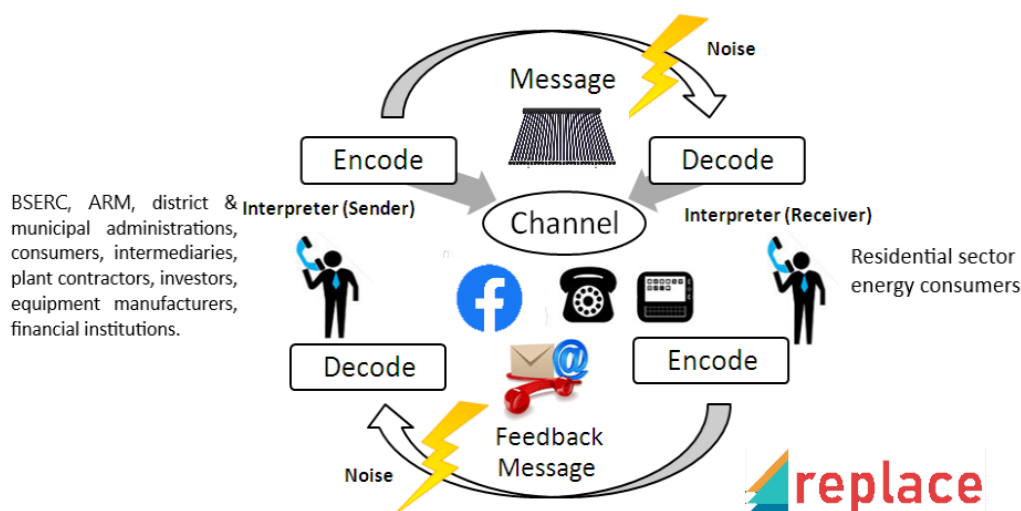 Noise
Message
Encode
Decode
BSERC, ARM, district &
municipal administrations,
consumers, intermediaries,
plant contractors, investors,
equipment manufacturers,
financial institutions.
Interpreter (Sender)
Channel
Interpreter (Receiver)
Residential sector
energy consumers
Decode
Encode
Feedback
Message
Noise
replace